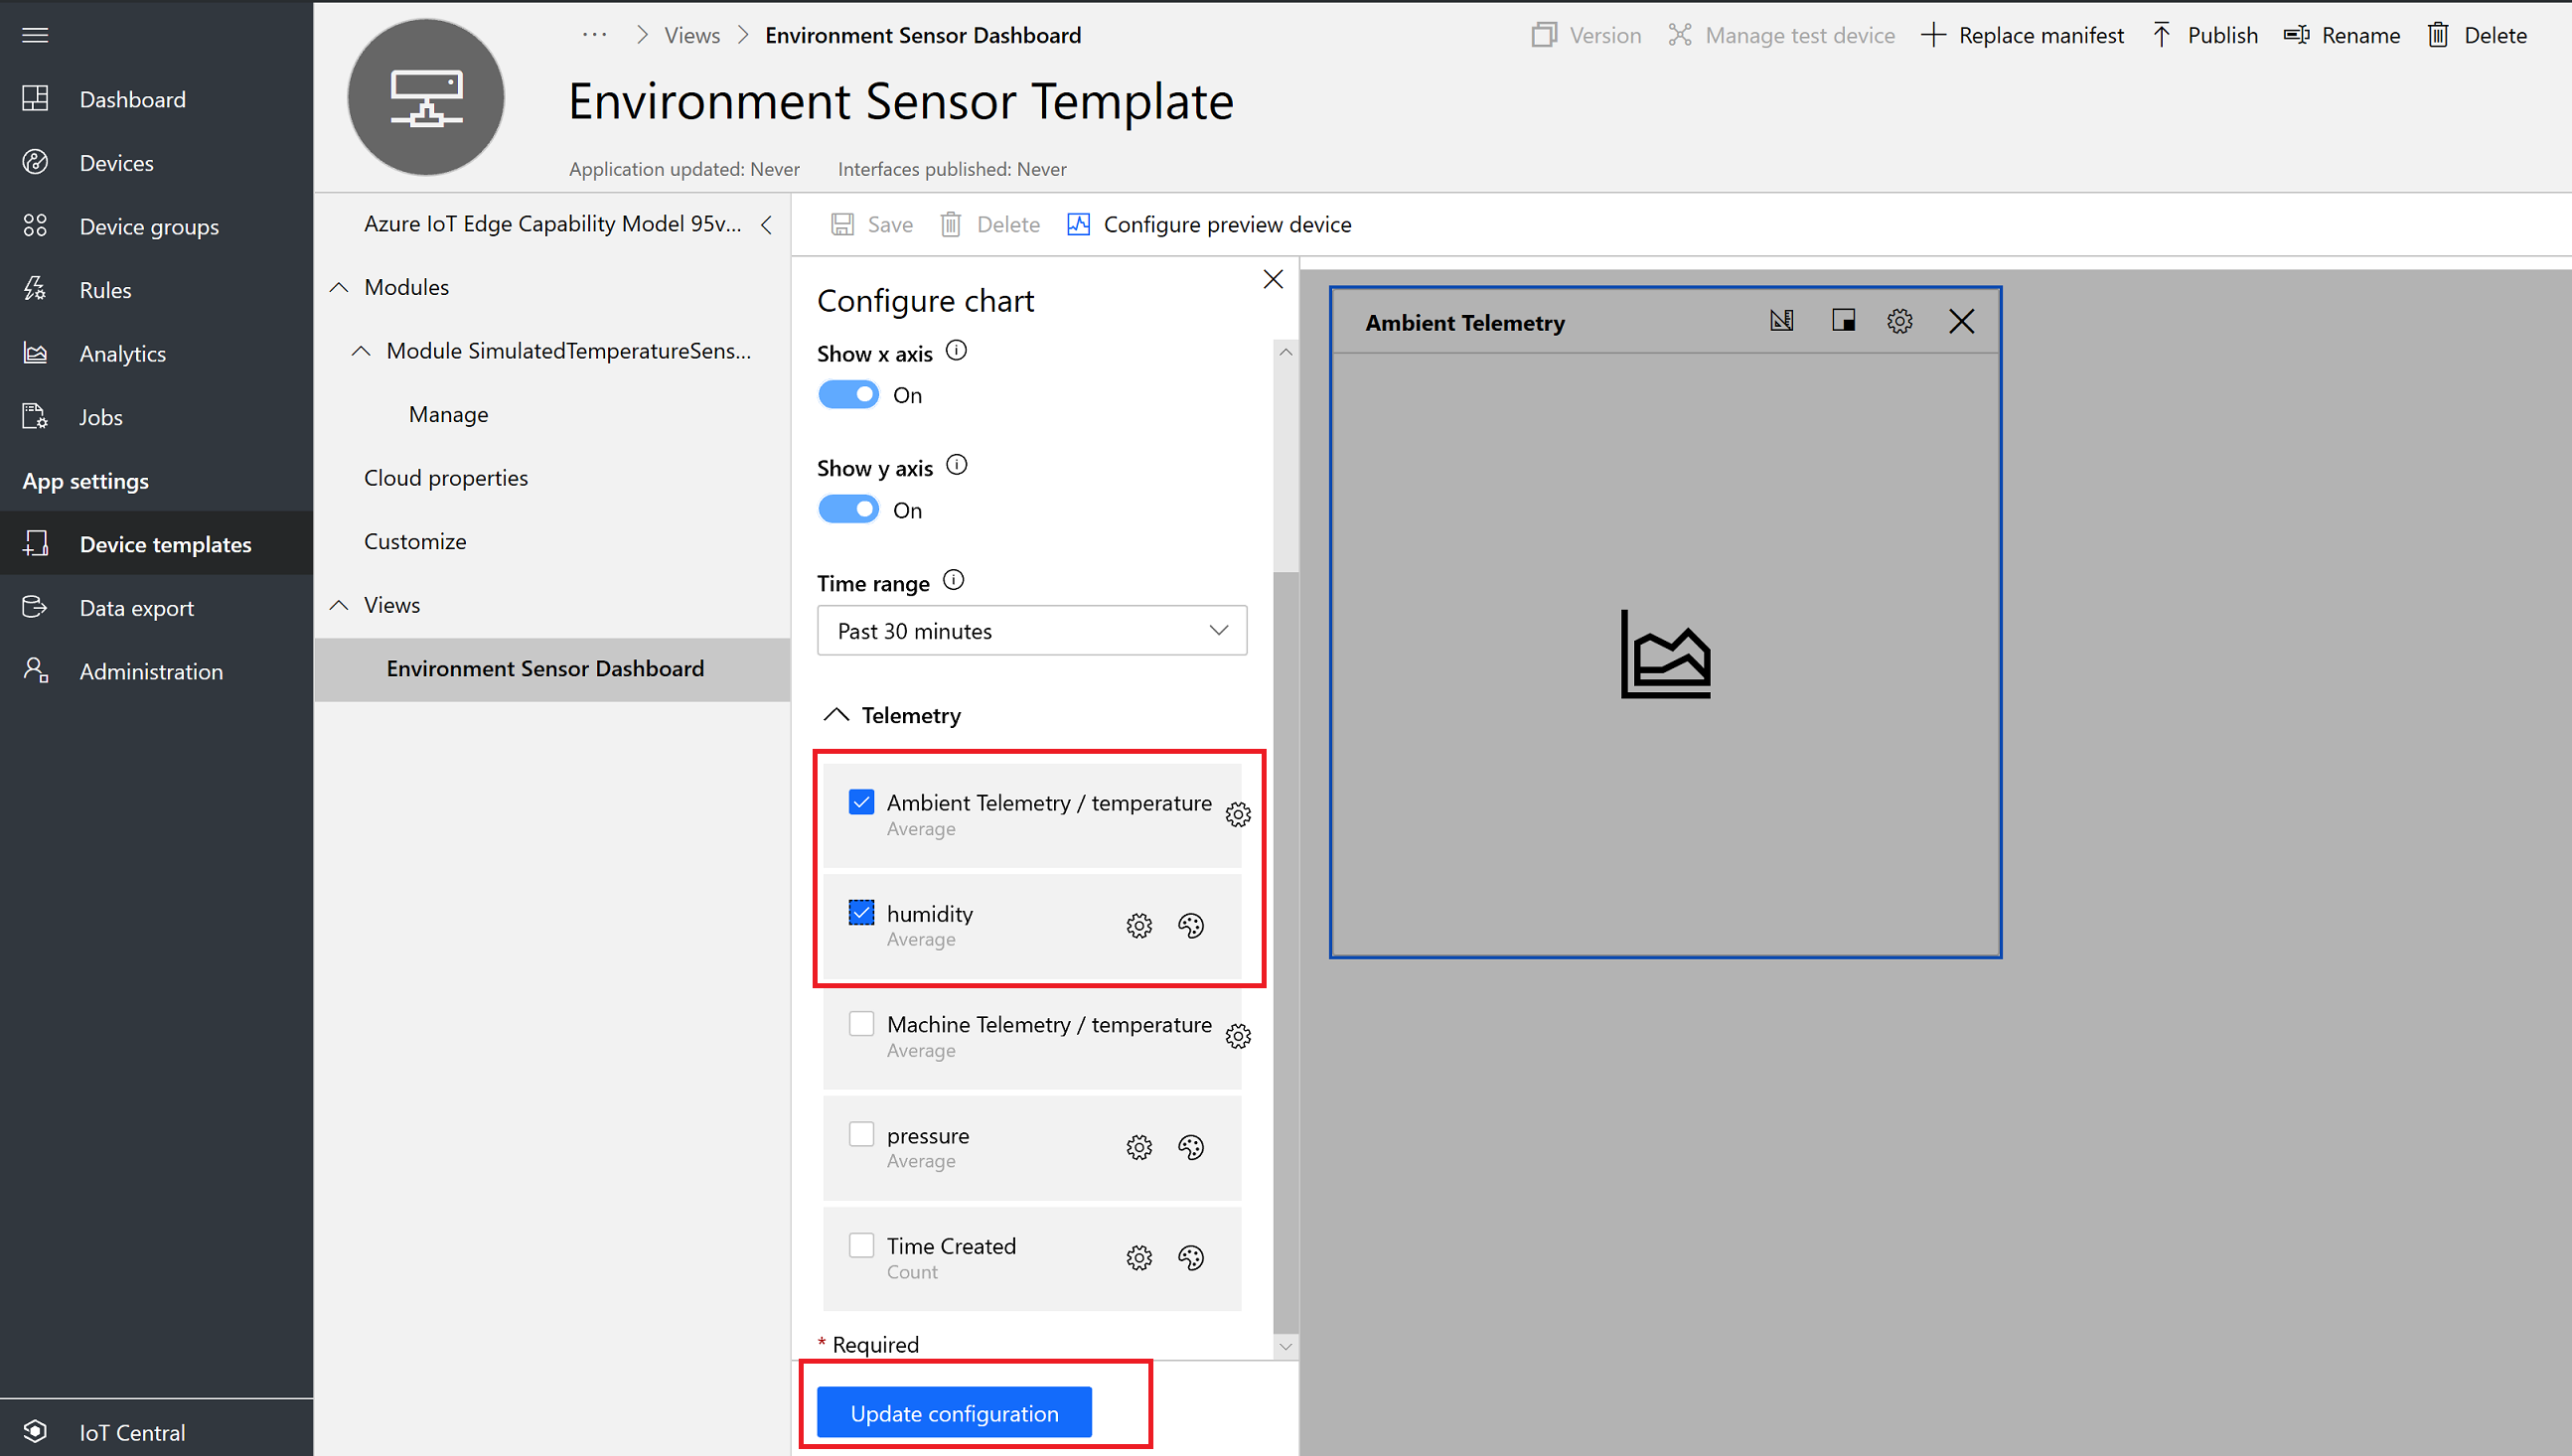 Dashboard
Devices
Device groups
Rules
Analytics
Jobs
App settings
Device templates
Data export
Administration
IoT Central
··· > Views > Environment Sensor Dashboard
Version
Manage test device
Replace manifest
Publish
Rename
Delete
Environment Sensor Template
Application updated: Never
Interfaces published: Never
Azure IoT Edge Capability Model 95v...
Modules
Module SimulatedTemperatureSens...
Manage
Cloud properties
Customize
Views
Environment Sensor Dashboard
Save
Delete
Configure preview device
Configure chart
Show x axis
On
Show y axis
On
Time range
Past 30 minutes
Telemetry
Ambient Telemetry / temperature
Average
humidity
Average
Machine Telemetry / temperature
Average
pressure
Average
Time Created
Count
* Required
Update configuration
Ambient Telemetry